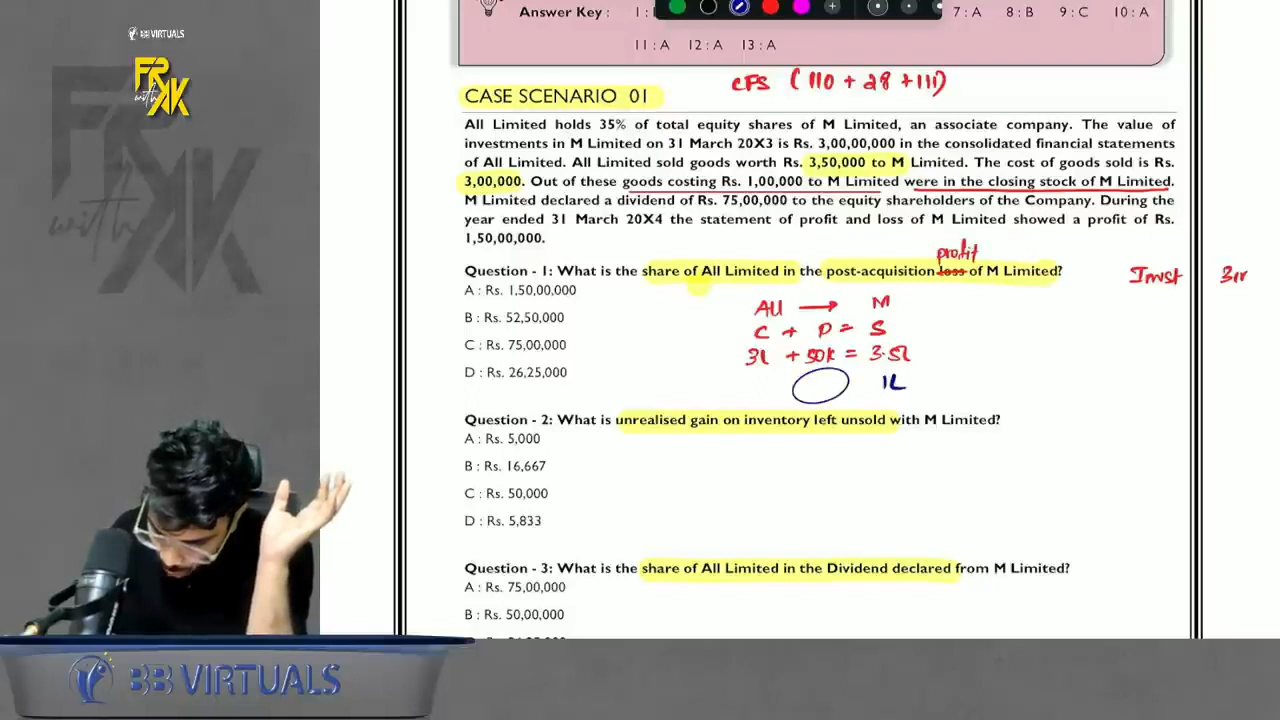 Answer Key : 1 : 7 : A 8 : B 9 : C 10 : A
11 : A 12 : A 13 : A
BB VIRTUALS
FR with AK
CFS (110 + 28 + 111)
CASE SCENARIO 01
All Limited holds 35% of total equity shares of M Limited, an associate company. The value of
investments in M Limited on 31 March 20X3 is Rs. 3,00,00,000 in the consolidated financial statements
of All Limited. All Limited sold goods worth Rs. 3,50,000 to M Limited. The cost of goods sold is Rs.
3,00,000. Out of these goods costing Rs. 1,00,000 to M Limited were in the closing stock of M Limited.
M Limited declared a dividend of Rs. 75,00,000 to the equity shareholders of the Company. During the
year ended 31 March 20X4 the statement of profit and loss of M Limited showed a profit of Rs.
1,50,00,000.
profit
Question - 1: What is the share of All Limited in the post-acquisition loss of M Limited?
A : Rs. 1,50,00,000
B : Rs. 52,50,000
C : Rs. 75,00,000
D : Rs. 26,25,000
All → M
C + P = S
3L + 50K = 3.5L
1L
Question - 2: What is unrealised gain on inventory left unsold with M Limited?
A : Rs. 5,000
B : Rs. 16,667
C : Rs. 50,000
D : Rs. 5,833
Question - 3: What is the share of All Limited in the Dividend declared from M Limited?
A : Rs. 75,00,000
B : Rs. 50,00,000
BB VIRTUALS